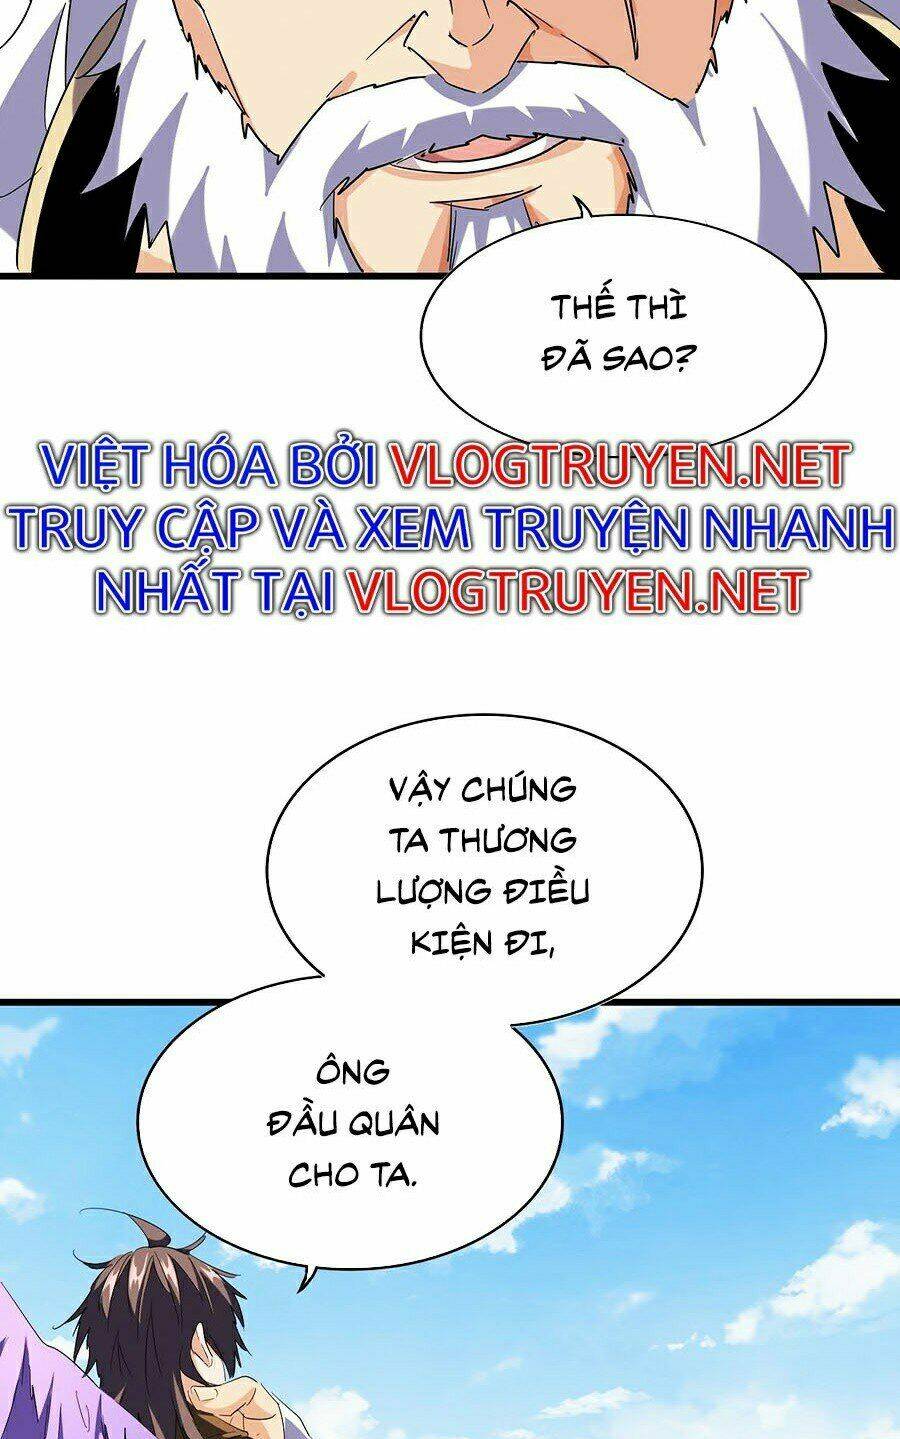 THẾ THÌ
ĐÃ SAO?
VIỆT HÓA BỞI VLOGTRUYEN.NET
TRUY CẬP VÀ XEM TRUYỆN NHANH
NHẤT TẠI VLOGTRUYEN.NET
VẬY CHÚNG
TA THƯƠNG
LƯỢNG ĐIỀU
KIỆN ĐI,
ÔNG
ĐẦU QUÂN
CHO TA.